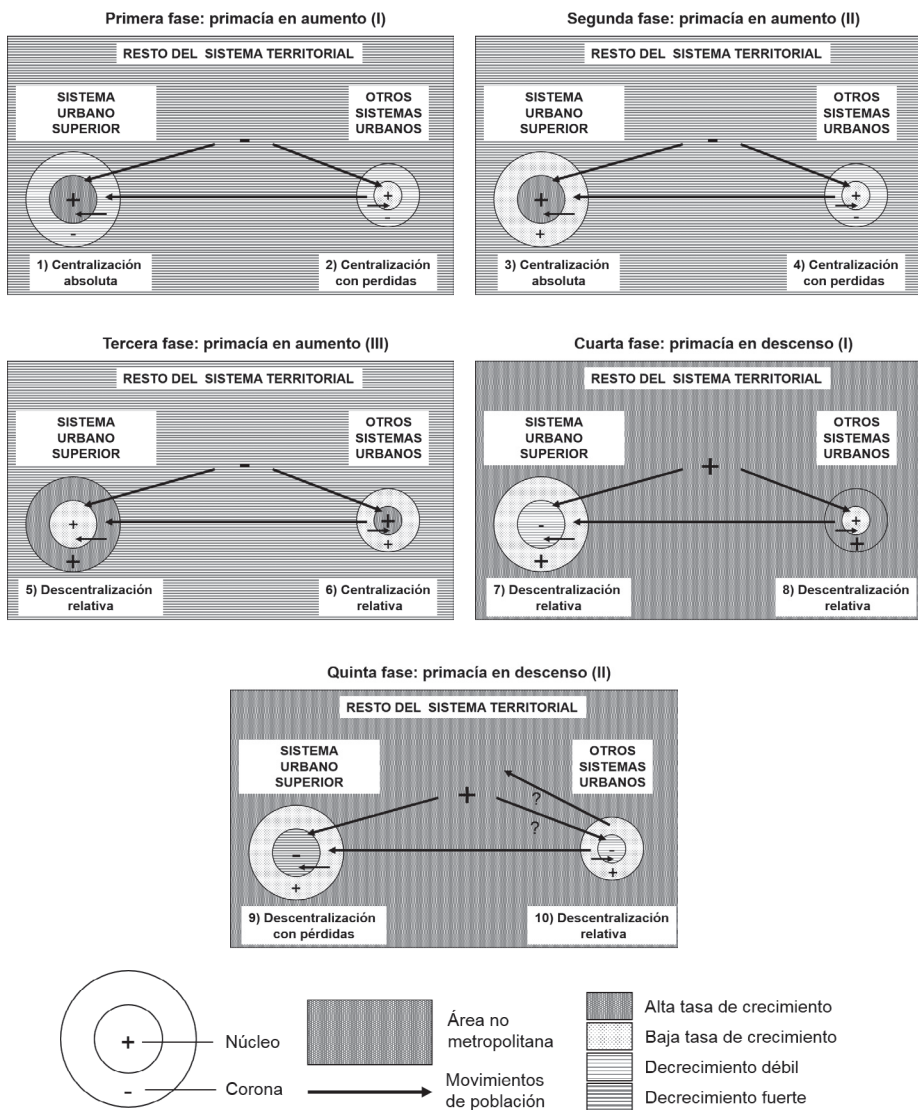 Primera fase: primacía en aumento (I)
RESTO DEL SISTEMA TERRITORIAL
SISTEMA
URBANO
SUPERIOR
OTROS
SISTEMAS
URBANOS
-
+
-
+
-
1) Centralización
absoluta
2) Centralización
con perdidas
Segunda fase: primacía en aumento (II)
RESTO DEL SISTEMA TERRITORIAL
SISTEMA
URBANO
SUPERIOR
OTROS
SISTEMAS
URBANOS
-
+
+
+
-
3) Centralización
absoluta
4) Centralización
con perdidas
Tercera fase: primacía en aumento (III)
RESTO DEL SISTEMA TERRITORIAL
SISTEMA
URBANO
SUPERIOR
OTROS
SISTEMAS
URBANOS
-
+
+
+
+
5) Descentralización
relativa
6) Centralización
relativa
Cuarta fase: primacía en descenso (I)
RESTO DEL SISTEMA TERRITORIAL
SISTEMA
URBANO
SUPERIOR
OTROS
SISTEMAS
URBANOS
+
-
+
+
+
7) Descentralización
relativa
8) Descentralización
relativa
Quinta fase: primacía en descenso (II)
RESTO DEL SISTEMA TERRITORIAL
SISTEMA
URBANO
SUPERIOR
OTROS
SISTEMAS
URBANOS
+
?
?
-
+
-
+
9) Descentralización
con pérdidas
10) Descentralización
relativa
+
-
Núcleo
Corona
Área no
metropolitana
Movimientos
de población
Alta tasa de crecimiento
Baja tasa de crecimiento
Decrecimiento débil
Decrecimiento fuerte